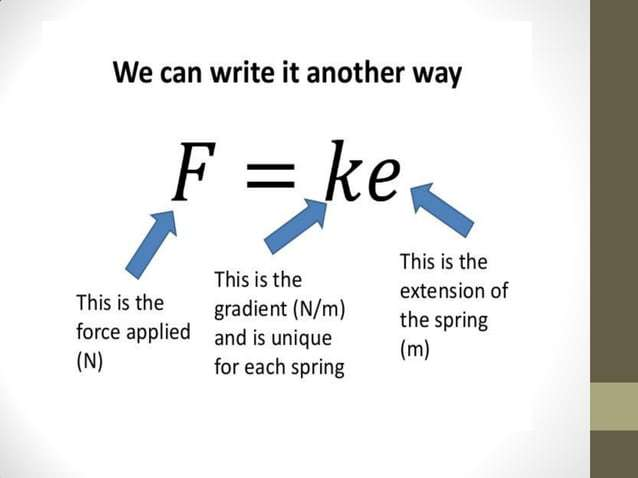 We can write it another way
F = ke
This is the
force applied
(N)
This is the
gradient (N/m)
and is unique
for each spring
This is the
extension of
the spring
(m)